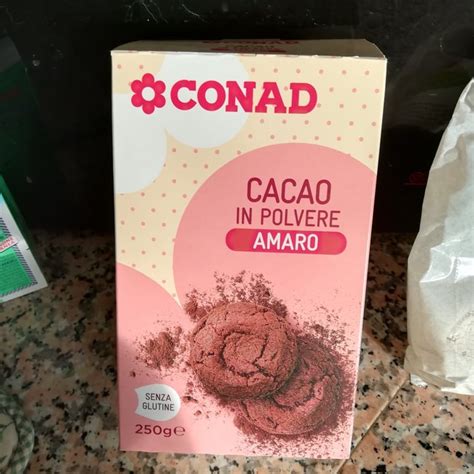 CONAD
CACAO
IN POLVERE
AMARO
SENZA
GLUTINE
250g℮